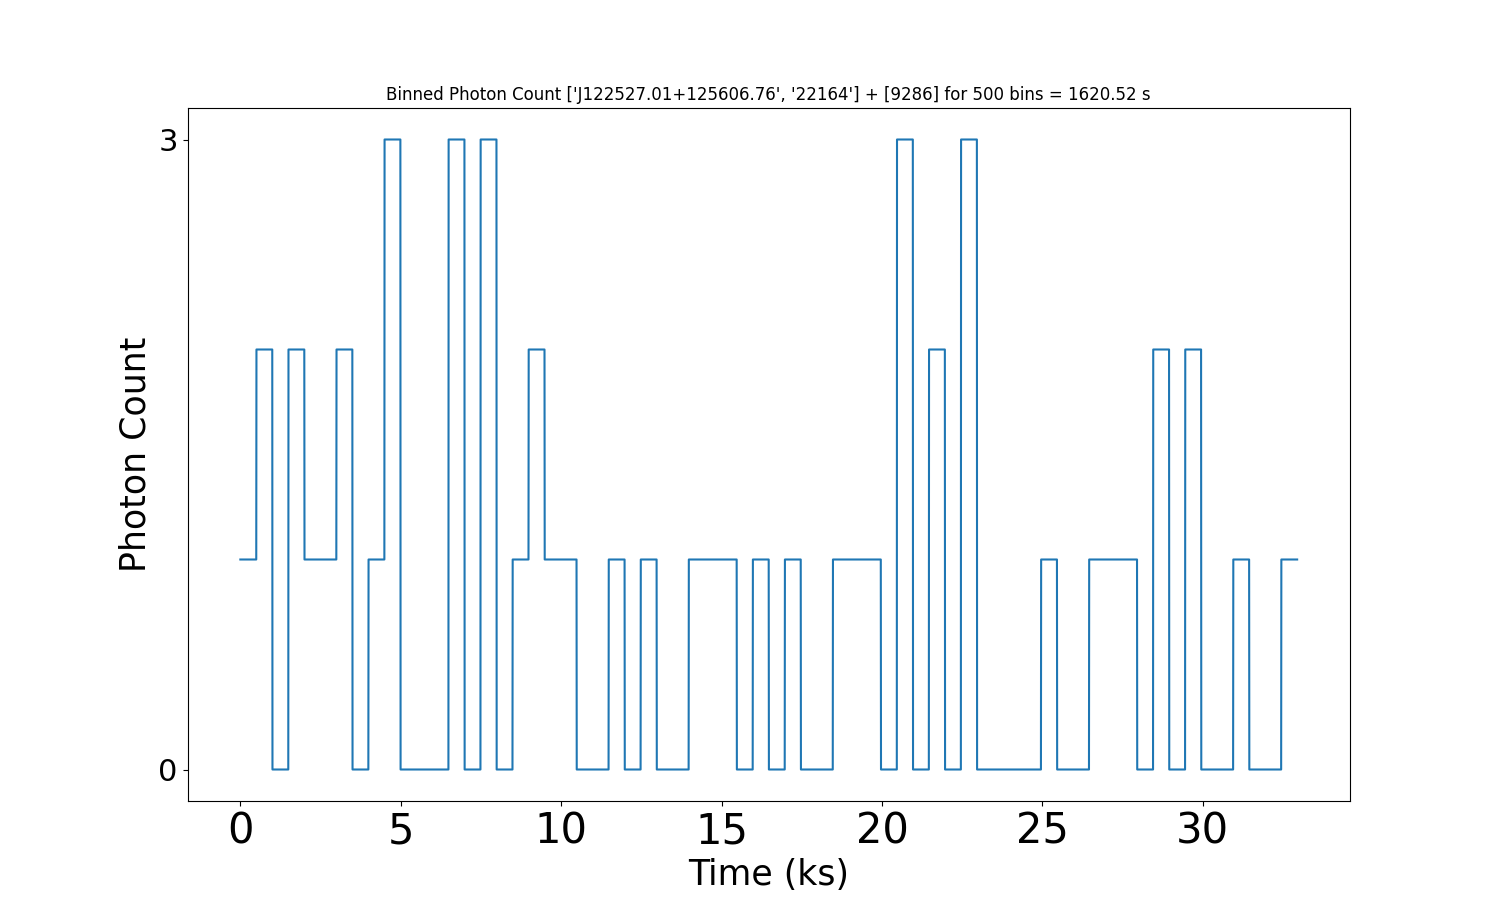 Binned Photon Count ['J122527.01+125606.76', '22164'] + [9286] for 500 bins = 1620.52 s
3
Photon Count
0
0 5 10 15 20 25 30
Time (ks)